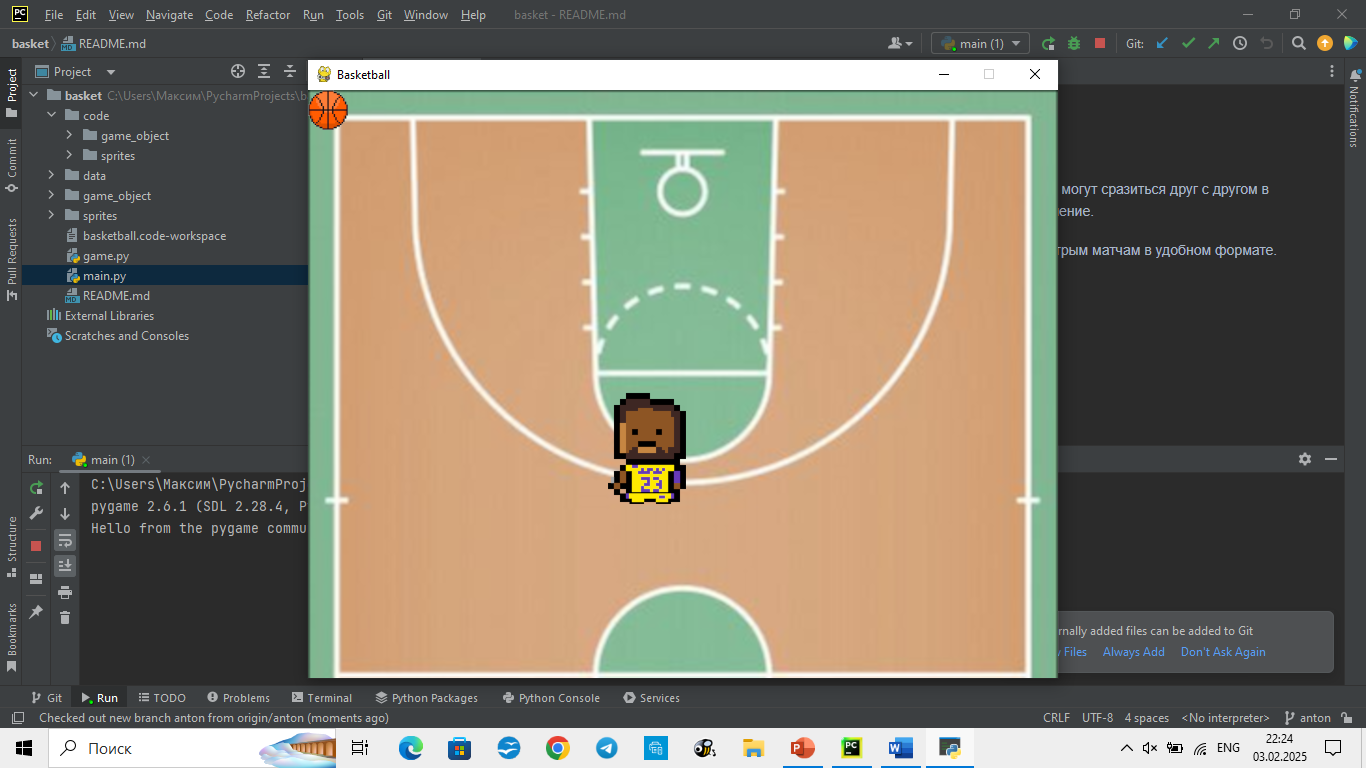 PC File Edit View Navigate Code Refactor Run Tools Git Window Help basket - README.md
basket README.md main (1) Git:
Project
Basketball
basket C:\Users\Максим\PycharmProjects\b
code
game_object
sprites
data
game_object
sprites
basketball.code-workspace
game.py
main.py
README.md
External Libraries
Scratches and Consoles
Project
Commit
Pull Requests
Structure
Bookmarks
Notifications
могут сразиться друг с другом в
ение.
рым матчам в удобном формате.
23
Run: main (1)
C:\Users\Максим\PycharmProj
pygame 2.6.1 (SDL 2.28.4, P
Hello from the pygame commu
rnally added files can be added to Git
Files Always Add Don't Ask Again
Git Run TODO Problems Terminal Python Packages Python Console Services
Checked out new branch anton from origin/anton (moments ago) CRLF UTF-8 4 spaces <No interpreter> anton
Поиск ENG 22:24
03.02.2025